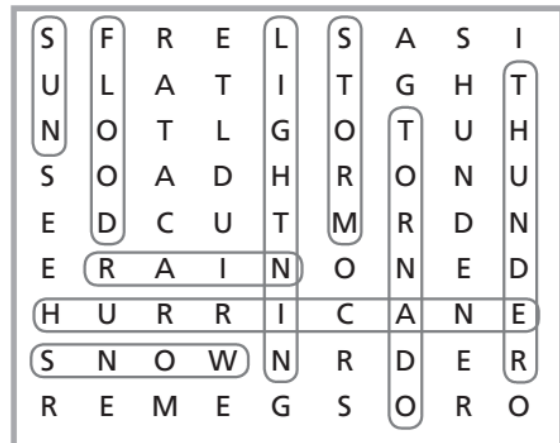 S F R E L S A S I
U L A T I T G H T
N O T L G O T U H
S O A D H R O N U
E D C U T M R D N
E R A I N O N E D
H U R R I C A N E
S N O W N R D E R
R E M E G S O R O